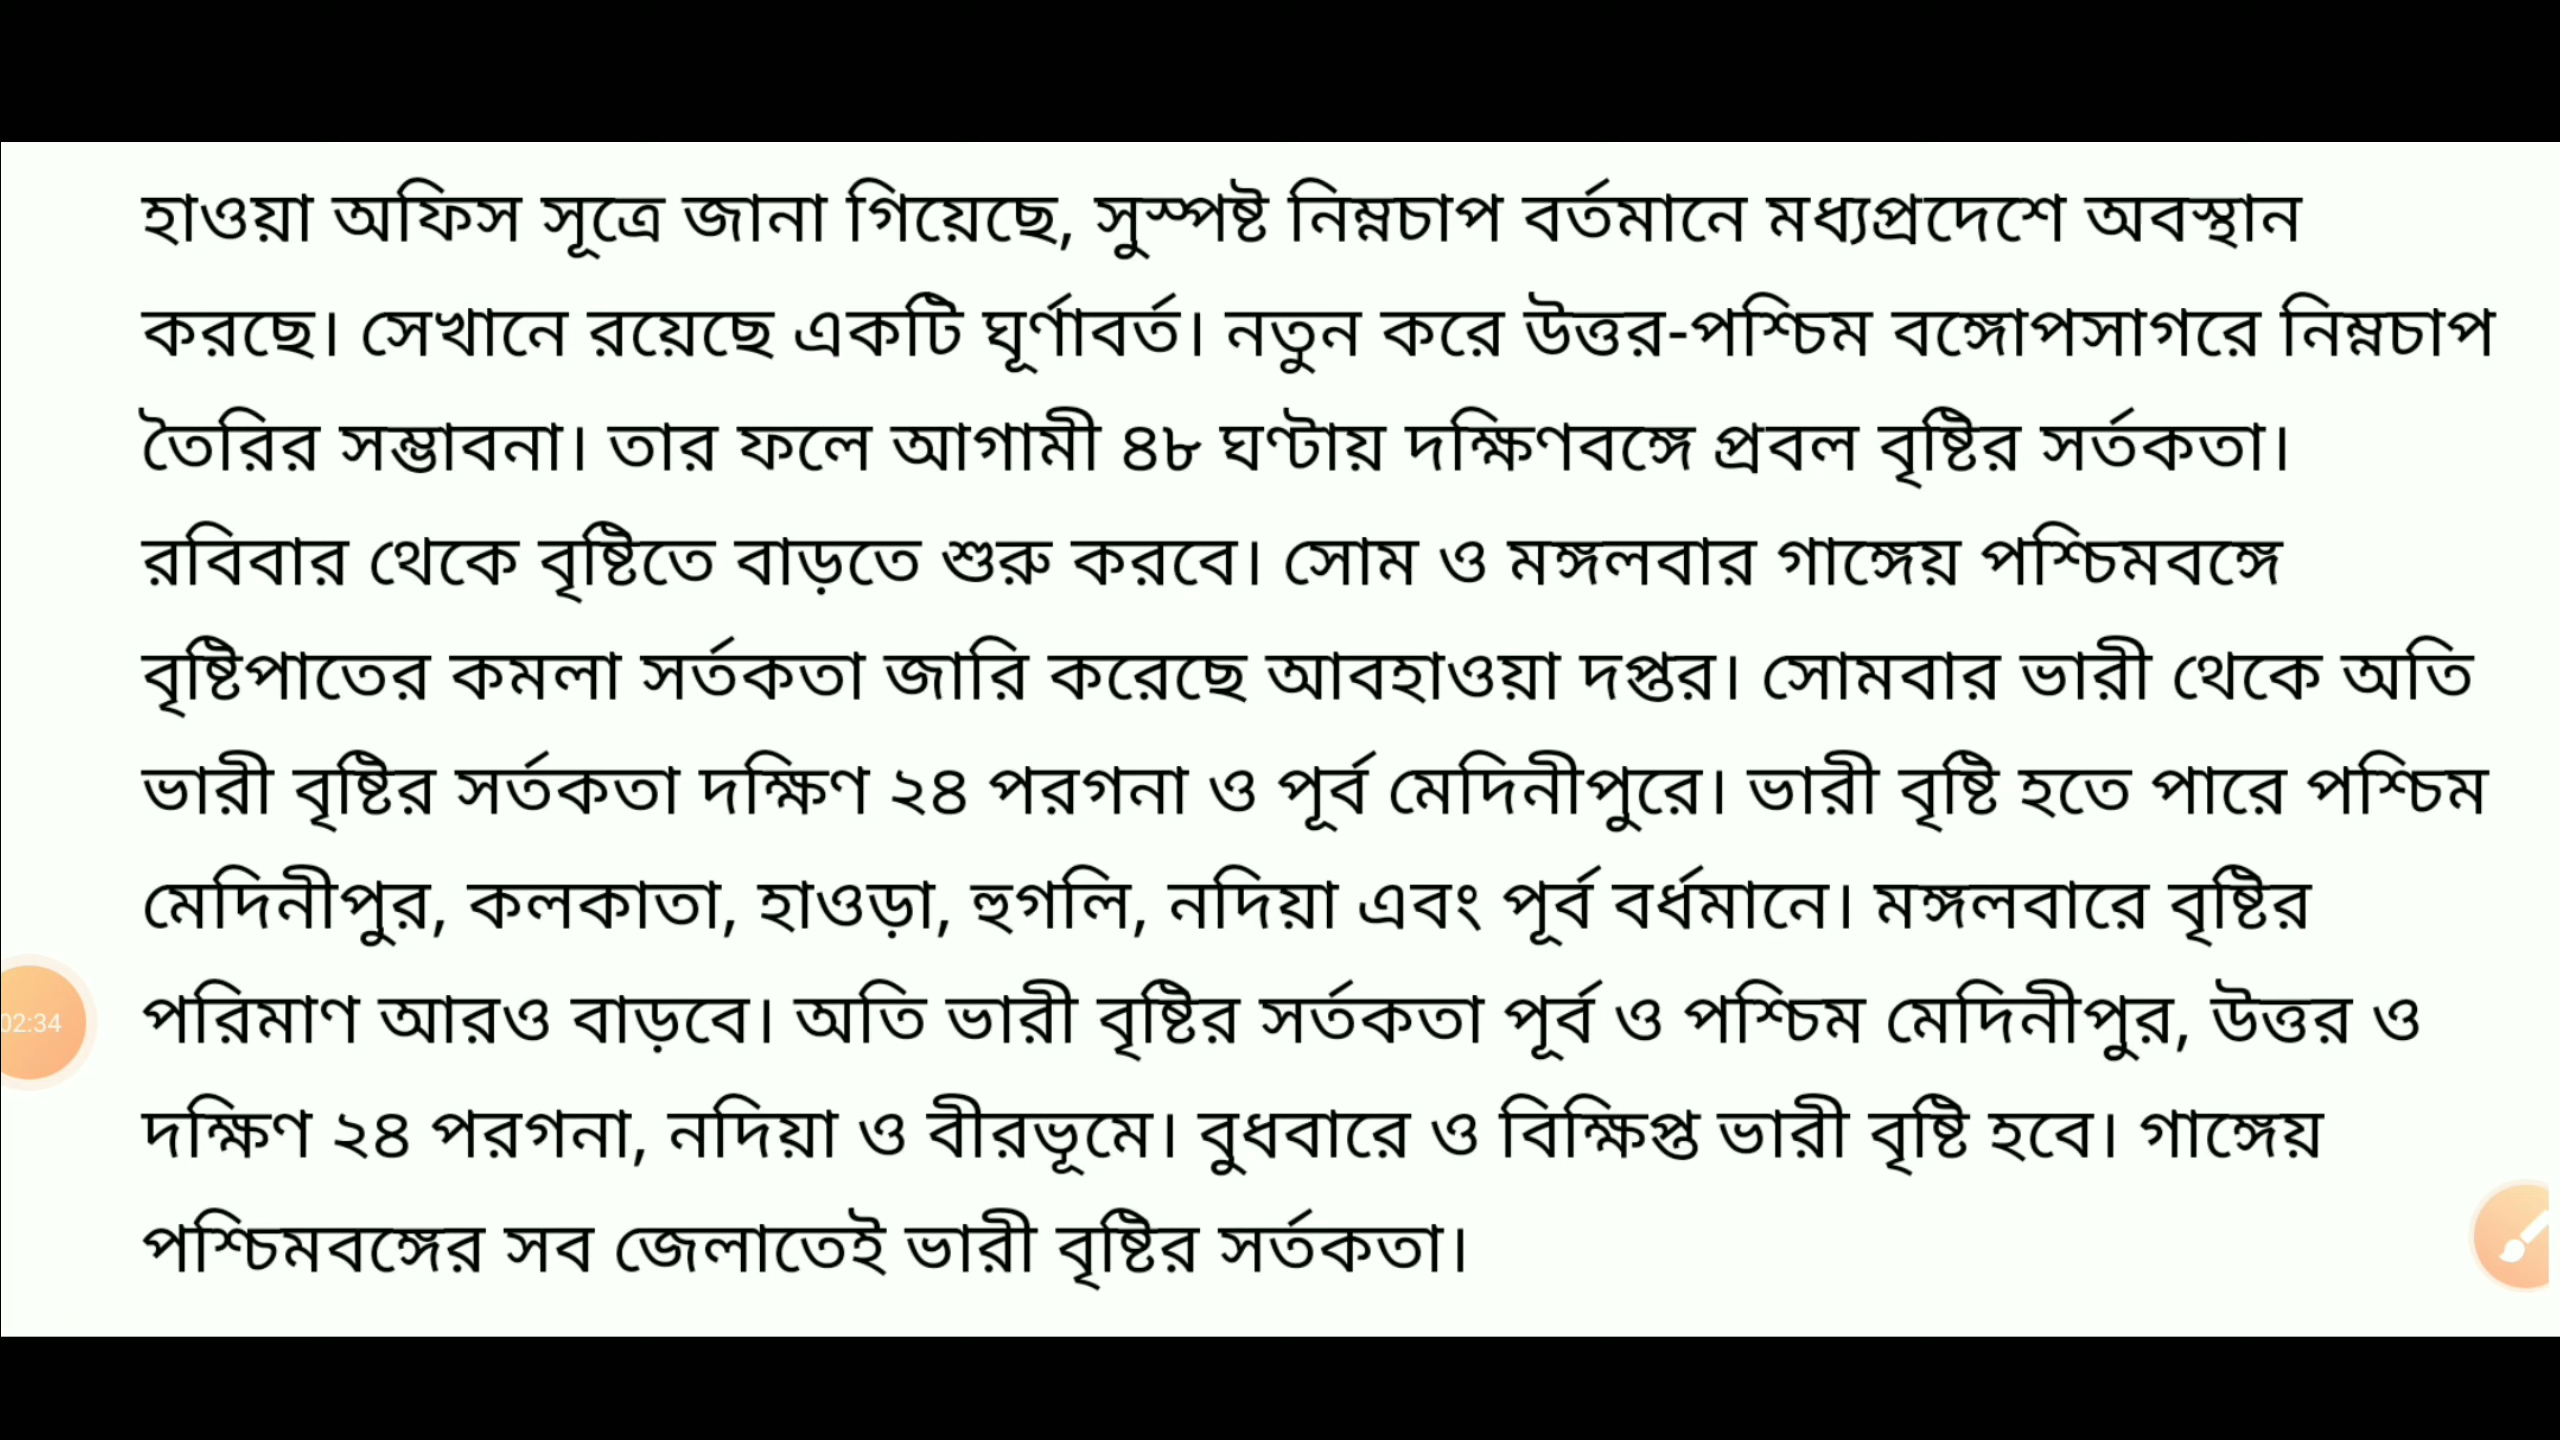 হাওয়া অফিস সূত্রে জানা গিয়েছে, সুস্পষ্ট নিম্নচাপ বর্তমানে মধ্যপ্রদেশে অবস্থান
করছে। সেখানে রয়েছে একটি ঘূর্ণাবর্ত। নতুন করে উত্তর-পশ্চিম বঙ্গোপসাগরে নিম্নচাপ
তৈরির সম্ভাবনা। তার ফলে আগামী ৪৮ ঘণ্টায় দক্ষিণবঙ্গে প্রবল বৃষ্টির সর্তকতা।
রবিবার থেকে বৃষ্টিতে বাড়তে শুরু করবে। সোম ও মঙ্গলবার গাঙ্গেয় পশ্চিমবঙ্গে
বৃষ্টিপাতের কমলা সর্তকতা জারি করেছে আবহাওয়া দপ্তর। সোমবার ভারী থেকে অতি
ভারী বৃষ্টির সর্তকতা দক্ষিণ ২৪ পরগনা ও পূর্ব মেদিনীপুরে। ভারী বৃষ্টি হতে পারে পশ্চিম
মেদিনীপুর, কলকাতা, হাওড়া, হুগলি, নদিয়া এবং পূর্ব বর্ধমানে। মঙ্গলবারে বৃষ্টির
পরিমাণ আরও বাড়বে। অতি ভারী বৃষ্টির সর্তকতা পূর্ব ও পশ্চিম মেদিনীপুর, উত্তর ও
02:34
দক্ষিণ ২৪ পরগনা, নদিয়া ও বীরভূমে। বুধবারে ও বিক্ষিপ্ত ভারী বৃষ্টি হবে। গাঙ্গেয়
পশ্চিমবঙ্গের সব জেলাতেই ভারী বৃষ্টির সর্তকতা।